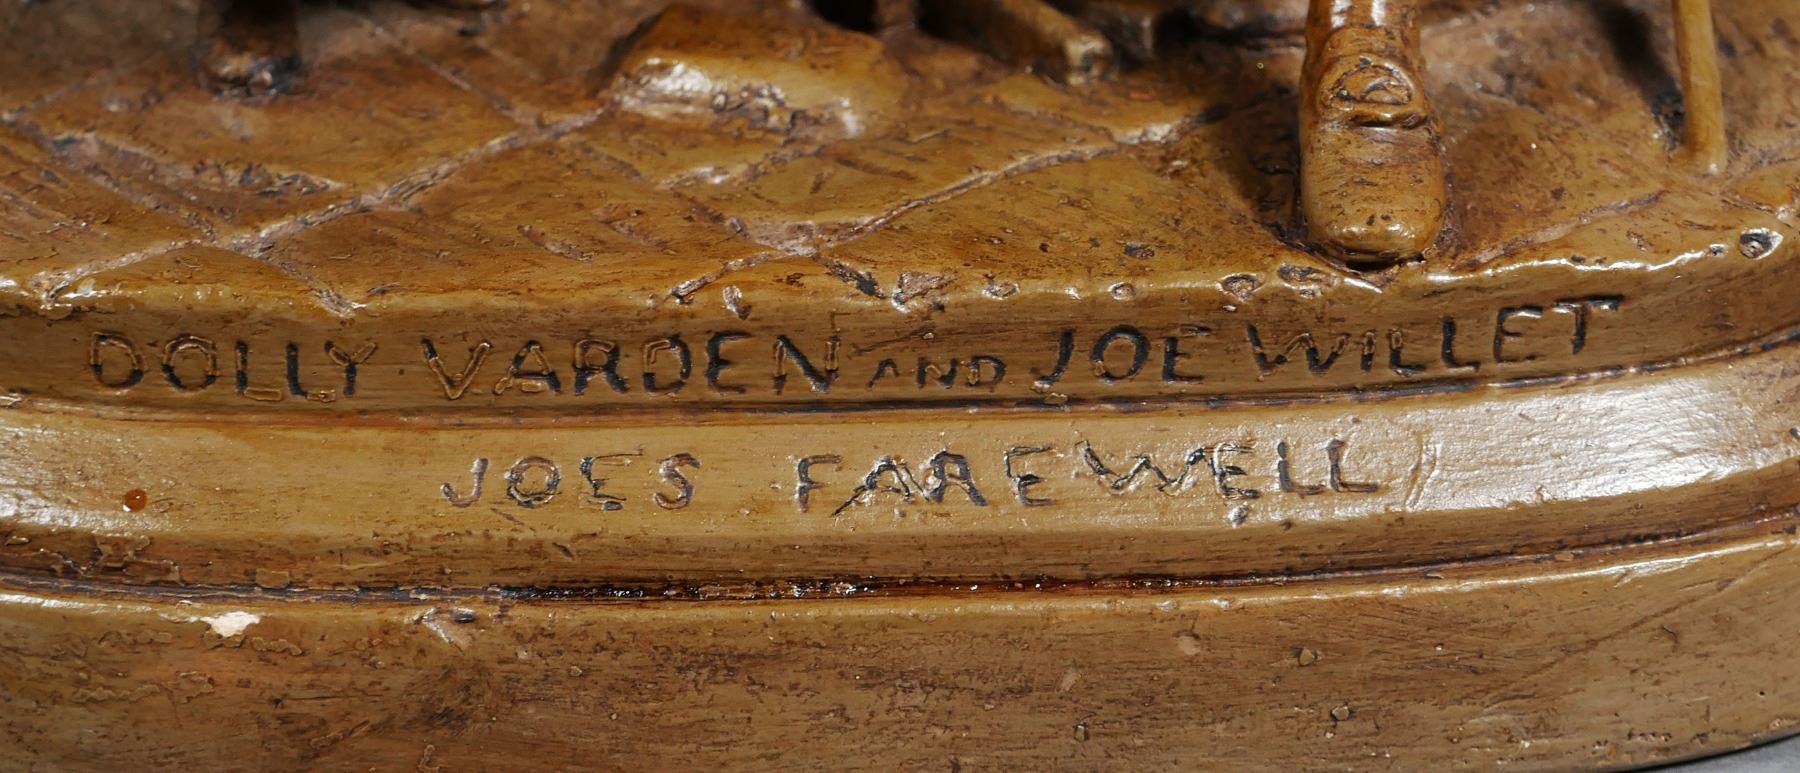 DOLLY VARDEN AND JOE WILLET
JOES FAREWELL